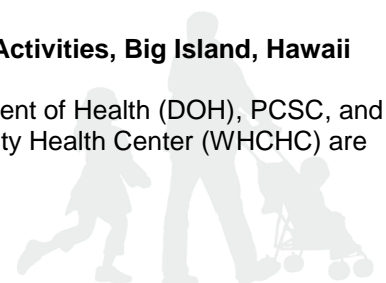 Activities, Big Island, Hawaii
ent of Health (DOH), PCSC, and
ty Health Center (WHCHC) are